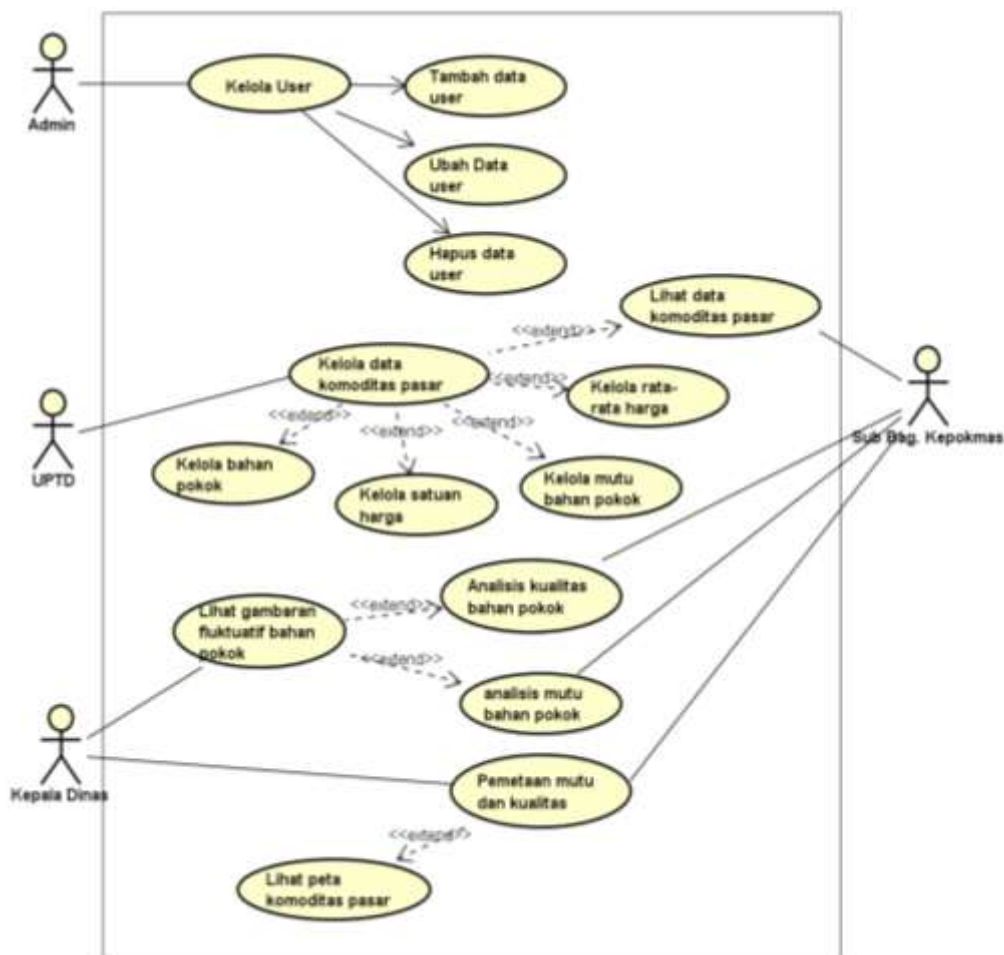 Kelola User
Tambah data
user
Admin
Ubah Data
user
Hapus data
user
Lihat data
komoditas pasar
<<extend>>
Kelola data
komoditas pasar
<<extend>>
Kelola rata-
rata harga
<<extend>>
<<extend>>
<<extend>>
Sub Bag. Kepokmas
UPTD
Kelola bahan
pokok
Kelola satuan
harga
Kelola mutu
bahan pokok
Analisis kualitas
bahan pokok
<<extend>>
Lihat gambaran
fluktuatif bahan
pokok
<<extend>>
analisis mutu
bahan pokok
Kepala Dinas
Pemetaan mutu
dan kualitas
<<extend>>
Lihat peta
komoditas pasar